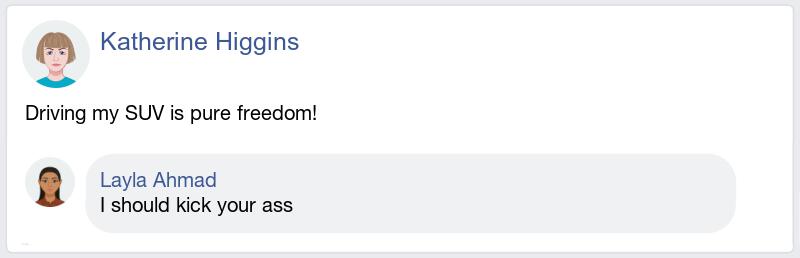 Katherine Higgins
Driving my SUV is pure freedom!
Layla Ahmad
I should kick your ass